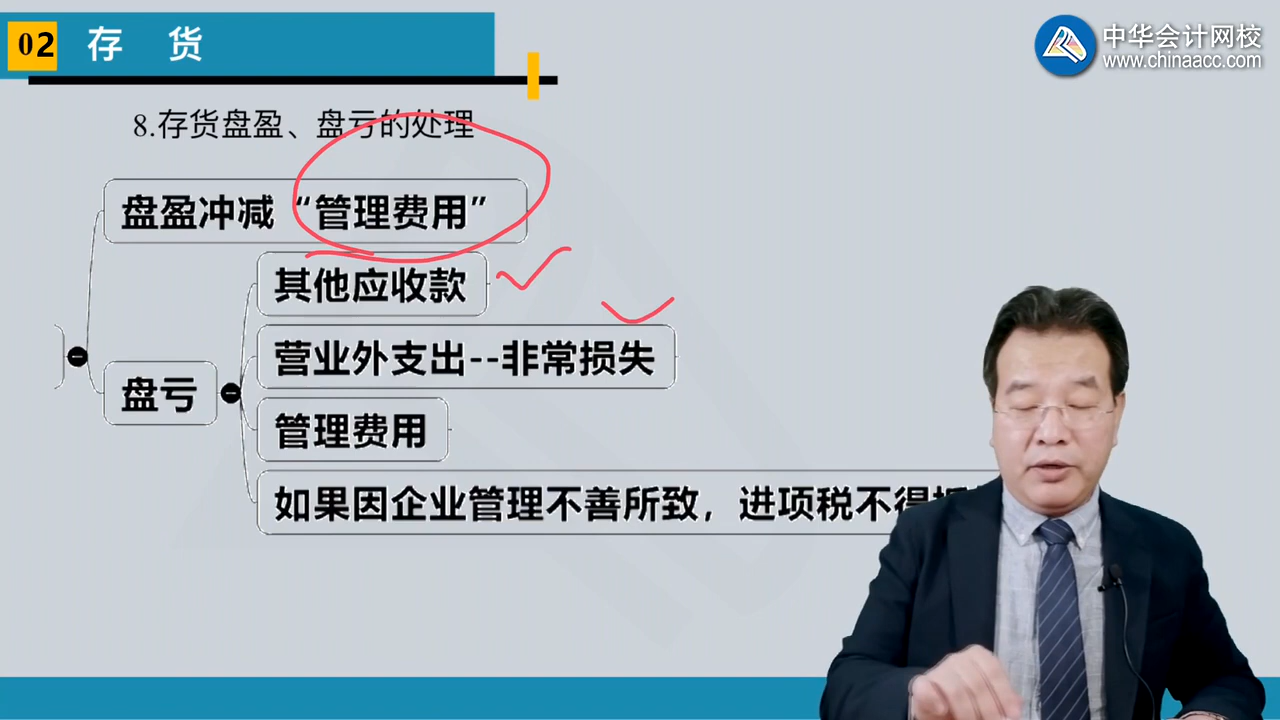 02 存 货
中华会计网校
www.chinaacc.com
8.存货盘盈、盘亏的处理
盘盈冲减“管理费用”
其他应收款
营业外支出--非常损失
盘亏
管理费用
如果因企业管理不善所致，进项税不得